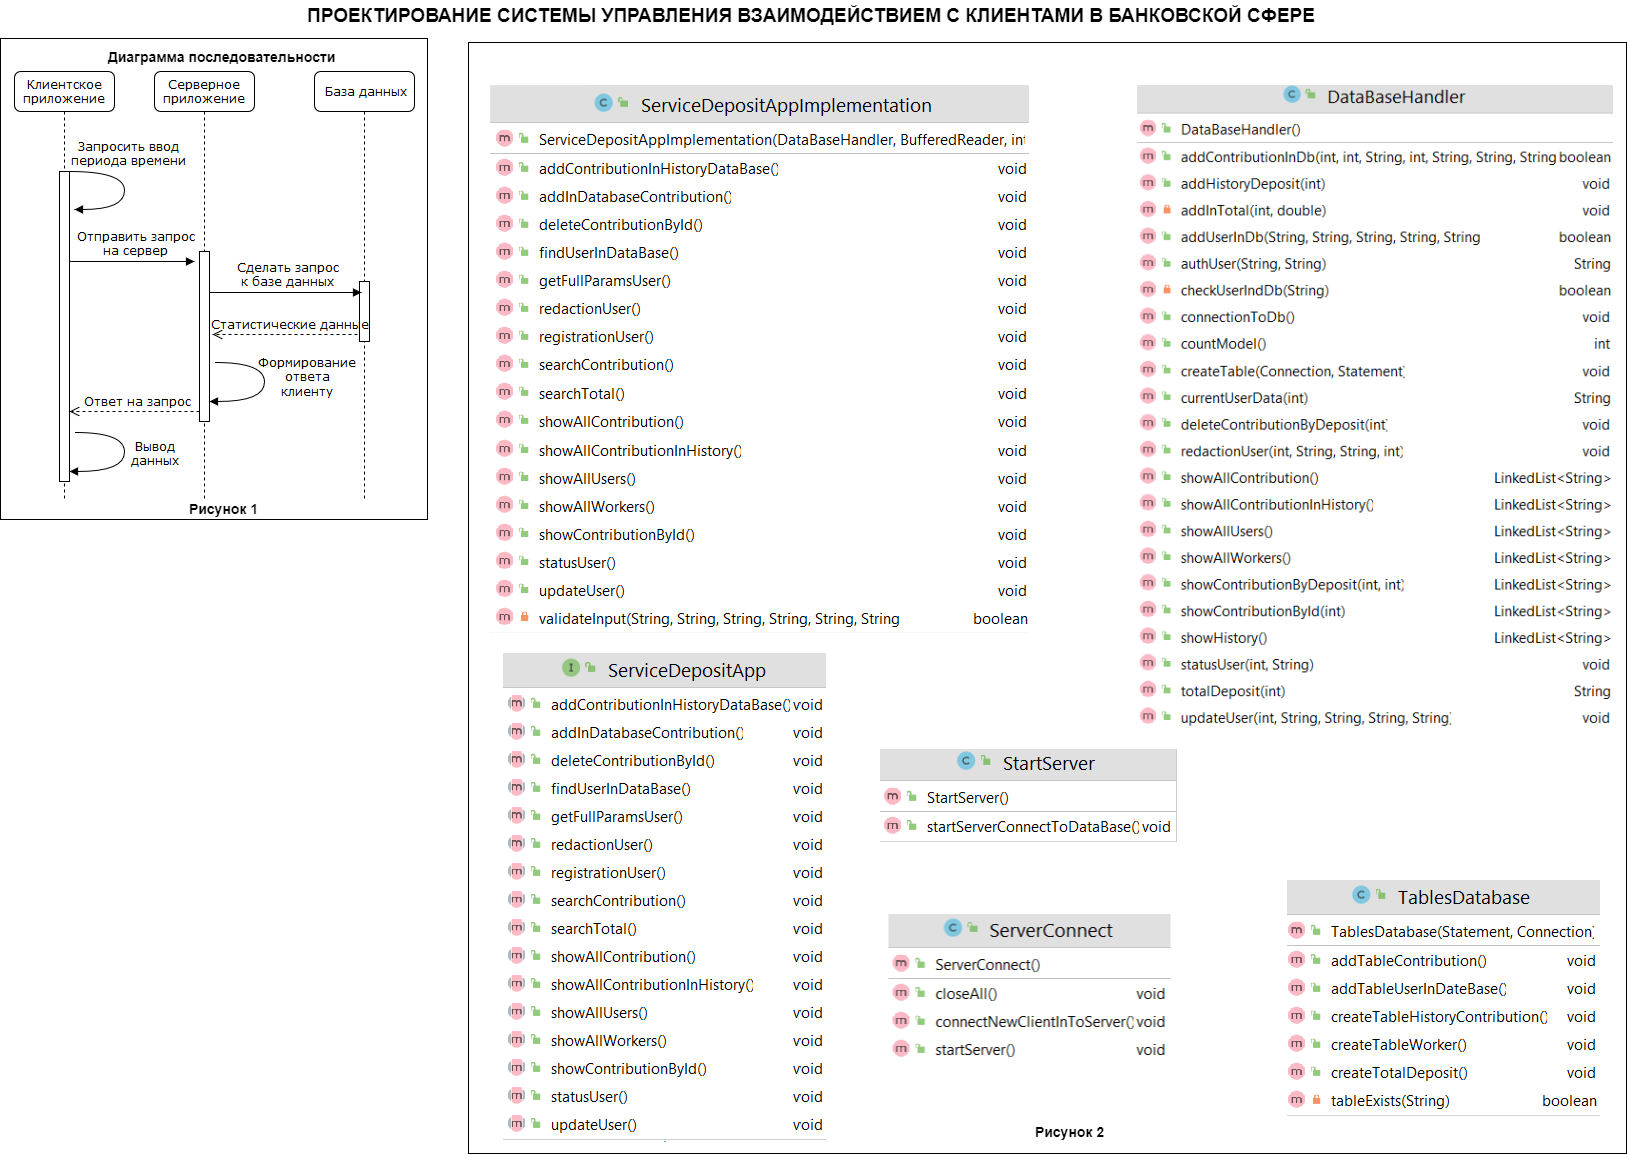 ПРОЕКТИРОВАНИЕ СИСТЕМЫ УПРАВЛЕНИЯ ВЗАИМОДЕЙСТВИЕМ С КЛИЕНТАМИ В БАНКОВСКОЙ СФЕРЕ
Диаграмма последовательности
Клиентское
приложение
Серверное
приложение
База данных
Запросить ввод
периода времени
Отправить запрос
на сервер
Сделать запрос
к базе данных
Статистические данные
Формирование
ответа
клиенту
Ответ на запрос
Вывод
данных
Рисунок 1
C ServiceDepositAppImplementation
m ServiceDepositAppImplementation(DataBaseHandler, BufferedReader, int
m addContributionInHistoryDataBase() void
m addInDatabaseContribution() void
m deleteContributionById() void
m findUserInDataBase() void
m getFullParamsUser() void
m redactionUser() void
m registrationUser() void
m searchContribution() void
m searchTotal() void
m showAllContribution() void
m showAllContributionInHistory() void
m showAllUsers() void
m showAllWorkers() void
m showContributionById() void
m statusUser() void
m updateUser() void
m validateInput(String, String, String, String, String, String boolean
I ServiceDepositApp
m addContributionInHistoryDataBase() void
m addInDatabaseContribution() void
m deleteContributionById() void
m findUserInDataBase() void
m getFullParamsUser() void
m redactionUser() void
m registrationUser() void
m searchContribution() void
m searchTotal() void
m showAllContribution() void
m showAllContributionInHistory() void
m showAllUsers() void
m showAllWorkers() void
m showContributionById() void
m statusUser() void
m updateUser() void
C DataBaseHandler
m DataBaseHandler()
m addContributionInDb(int, int, String, int, String, String, String boolean
m addHistoryDeposit(int) void
m addInTotal(int, double) void
m addUserInDb(String, String, String, String, String boolean
m authUser(String, String) String
m checkUserIndDb(String) boolean
m connectionToDb() void
m countModel() int
m createTable(Connection, Statement) void
m currentUserData(int) String
m deleteContributionByDeposit(int) void
m redactionUser(int, String, String, int) void
m showAllContribution() LinkedList<String>
m showAllContributionInHistory() LinkedList<String>
m showAllUsers() LinkedList<String>
m showAllWorkers() LinkedList<String>
m showContributionByDeposit(int, int) LinkedList<String>
m showContributionById(int) LinkedList<String>
m showHistory() LinkedList<String>
m statusUser(int, String) void
m totalDeposit(int) String
m updateUser(int, String, String, String, String) void
C StartServer
m StartServer()
m startServerConnectToDataBase() void
C ServerConnect
m ServerConnect()
m closeAll() void
m connectNewClientInToServer() void
m startServer() void
C TablesDatabase
m TablesDatabase(Statement, Connection)
m addTableContribution() void
m addTableUserInDateBase() void
m createTableHistoryContribution() void
m createTableWorker() void
m createTotalDeposit() void
m tableExists(String) boolean
Рисунок 2